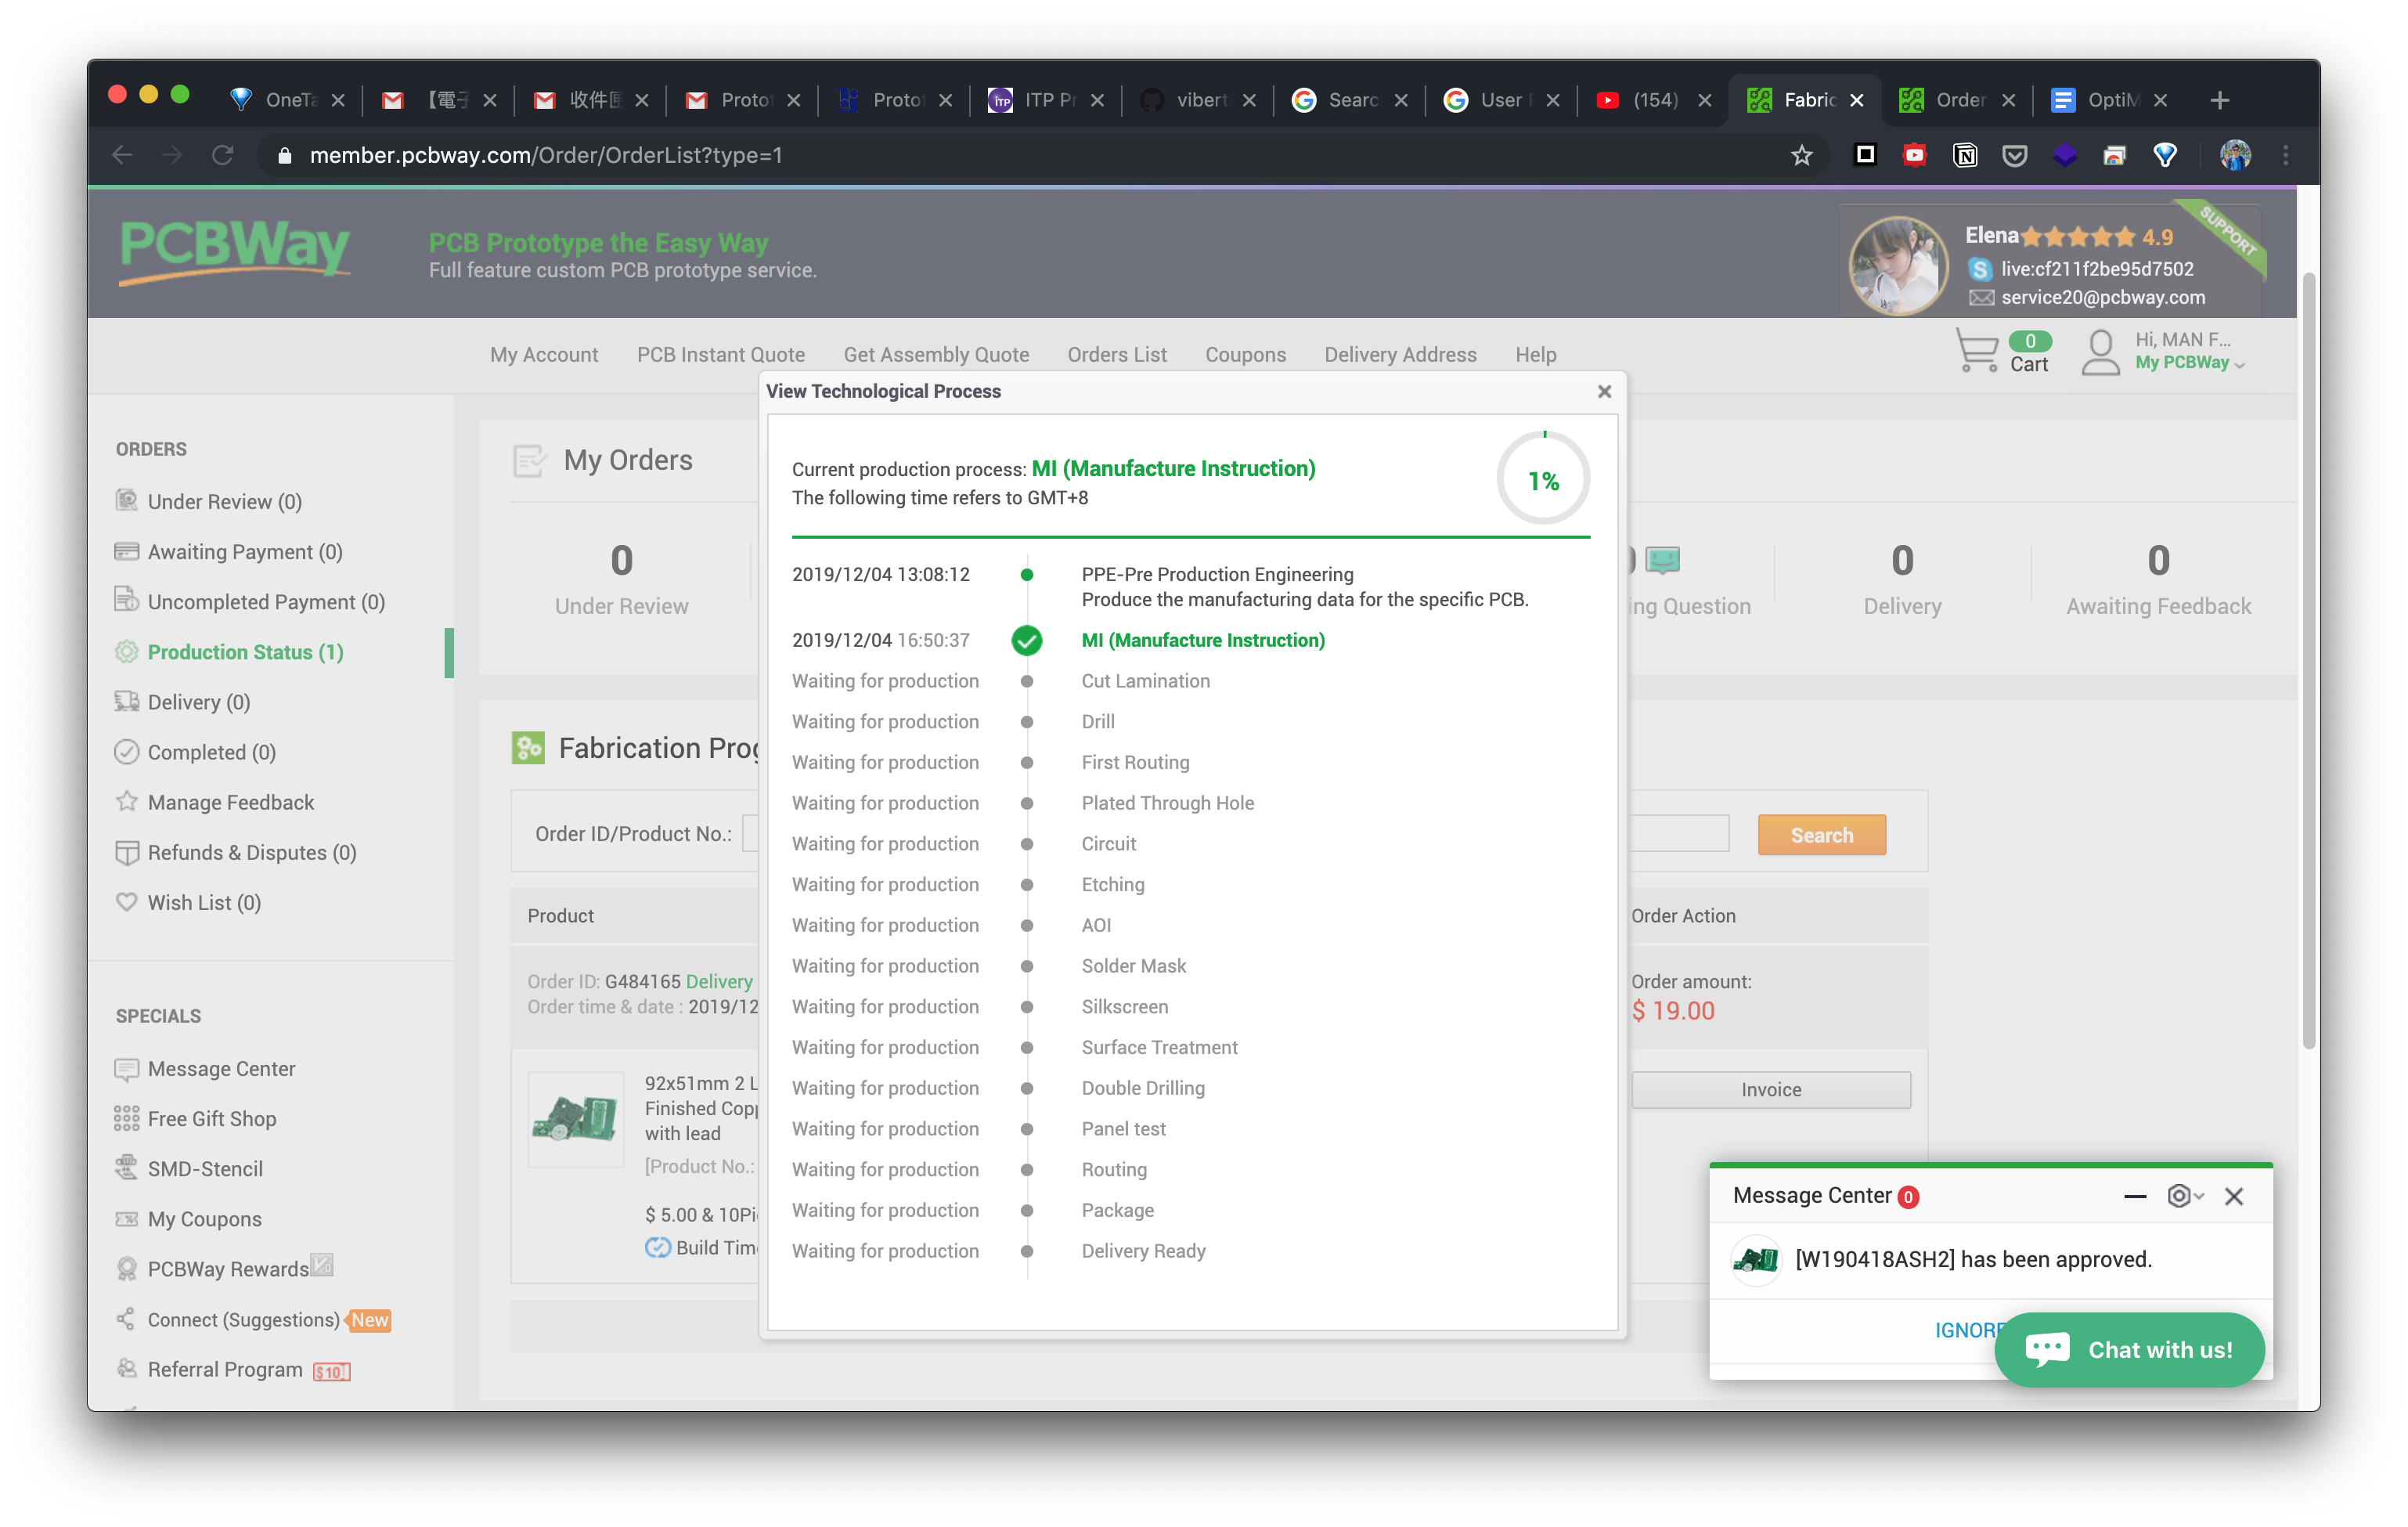 OneTa
【電子
收件匣
Protot
Protot
ITP Pr
vibert
Searc
User
(154)
Fabric
Order
OptiM
member.pcbway.com/Order/OrderList?type=1
PCBWay
PCB Prototype the Easy Way
Full feature custom PCB prototype service.
Elena 4.9
SUPPORT
live:cf211f2be95d7502
service20@pcbway.com
My Account
PCB Instant Quote
Get Assembly Quote
Orders List
Coupons
Delivery Address
Help
0
Cart
Hi, MAN F...
My PCBWay
ORDERS
Under Review (0)
Awaiting Payment (0)
Uncompleted Payment (0)
Production Status (1)
Delivery (0)
Completed (0)
Manage Feedback
Refunds & Disputes (0)
Wish List (0)
SPECIALS
Message Center
Free Gift Shop
SMD-Stencil
My Coupons
PCBWay Rewards
Connect (Suggestions) New
Referral Program $10
My Orders
0
Under Review
ing Question
0
Delivery
0
Awaiting Feedback
Fabrication Prog
Order ID/Product No.:
Search
Product
Order Action
Order ID: G484165 Delivery
Order time & date : 2019/12
Order amount:
$ 19.00
92x51mm 2 L
Finished Copp
with lead
[Product No.:
$ 5.00 & 10Pi
Build Time
Invoice
View Technological Process
Current production process: MI (Manufacture Instruction)
The following time refers to GMT+8
1%
2019/12/04 13:08:12 PPE-Pre Production Engineering
Produce the manufacturing data for the specific PCB.
2019/12/04 16:50:37 MI (Manufacture Instruction)
Waiting for production Cut Lamination
Waiting for production Drill
Waiting for production First Routing
Waiting for production Plated Through Hole
Waiting for production Circuit
Waiting for production Etching
Waiting for production AOI
Waiting for production Solder Mask
Waiting for production Silkscreen
Waiting for production Surface Treatment
Waiting for production Double Drilling
Waiting for production Panel test
Waiting for production Routing
Waiting for production Package
Waiting for production Delivery Ready
Message Center 0
[W190418ASH2] has been approved.
IGNORE
Chat with us!